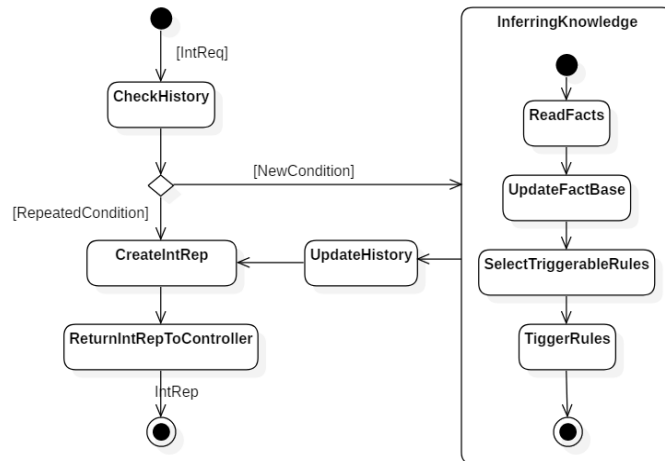 InferringKnowledge
[IntReq]
CheckHistory
ReadFacts
[NewCondition]
UpdateFactBase
[RepeatedCondition]
CreateIntRep
UpdateHistory
SelectTriggerableRules
ReturnIntRepToController
TiggerRules
IntRep